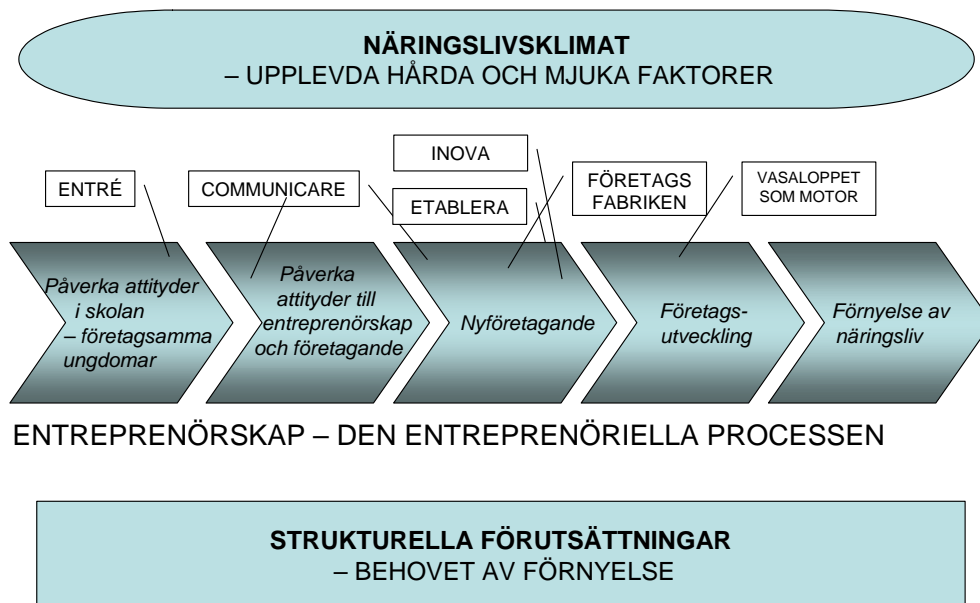 NÄRINGSLIVSKLIMAT
– UPPLEVDA HÅRDA OCH MJUKA FAKTORER
ENTRÉ
COMMUNICARE
INOVA
ETABLERA
FÖRETAGS
FABRIKEN
VASALOPPET
SOM MOTOR
Påverka attityder
i skolan
– företagsamma
ungdomar
Påverka
attityder till
entreprenörskap
och företagande
Nyföretagande
Företags-
utveckling
Förnyelse av
näringsliv
ENTREPRENÖRSKAP – DEN ENTREPRENÖRIELLA PROCESSEN
STRUKTURELLA FÖRUTSÄTTNINGAR
– BEHOVET AV FÖRNYELSE